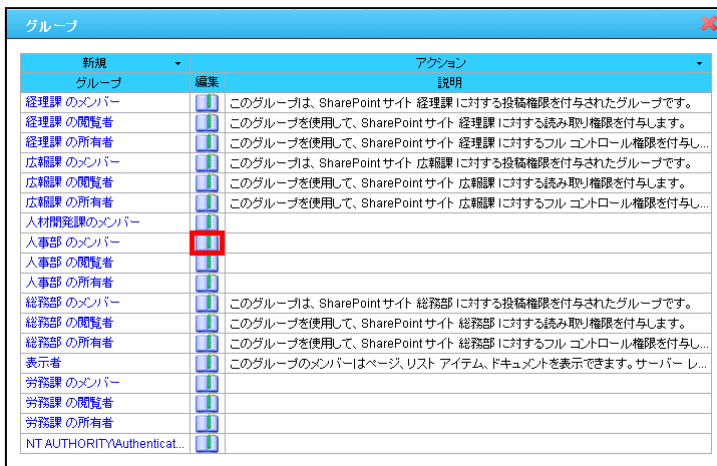 グループ
新規 アクション
グループ 編集 説明
経理課 のメンバー このグループは、SharePoint サイト 経理課 に対する投稿権限を付与されたグループです。
経理課 の閲覧者 このグループを使用して、SharePoint サイト 経理課 に対する読み取り権限を付与します。
経理課 の所有者 このグループを使用して、SharePoint サイト 経理課 に対するフル コントロール権限を付与し...
広報課 のメンバー このグループは、SharePoint サイト 広報課 に対する投稿権限を付与されたグループです。
広報課 の閲覧者 このグループを使用して、SharePoint サイト 広報課 に対する読み取り権限を付与します。
広報課 の所有者 このグループを使用して、SharePoint サイト 広報課 に対するフル コントロール権限を付与し...
人材開発課のメンバー
人事部 のメンバー
人事部 の閲覧者
人事部 の所有者
総務部 のメンバー このグループは、SharePoint サイト 総務部 に対する投稿権限を付与されたグループです。
総務部 の閲覧者 このグループを使用して、SharePoint サイト 総務部 に対する読み取り権限を付与します。
総務部 の所有者 このグループを使用して、SharePoint サイト 総務部 に対するフル コントロール権限を付与し...
表示者 このグループのメンバーはページ、リスト アイテム、ドキュメントを表示できます。サーバー レ...
労務課 のメンバー
労務課 の閲覧者
労務課 の所有者
NT AUTHORITY\Authenticat...